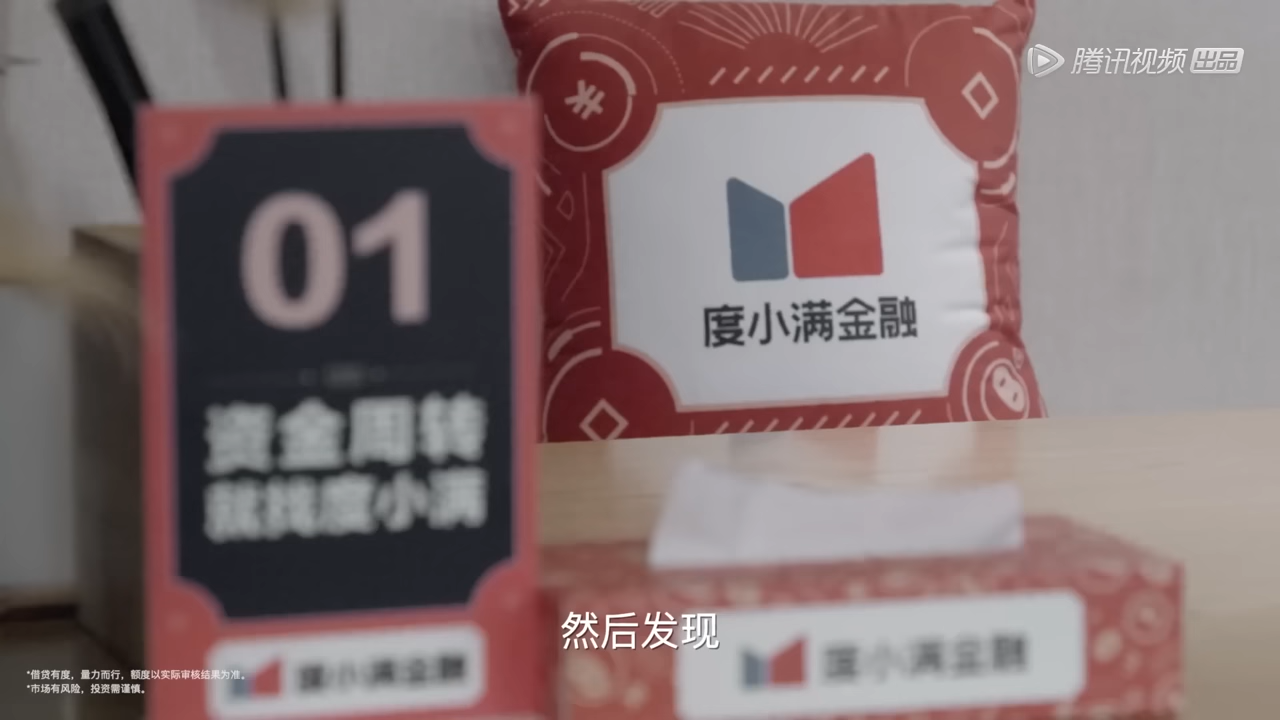 腾讯视频 出品
01
资金周转
就找度小满
度小满金融
度小满金融
度小满金融
然后发现
*借贷有度，量力而行，额度以实际审核结果为准。
*市场有风险，投资需谨慎。